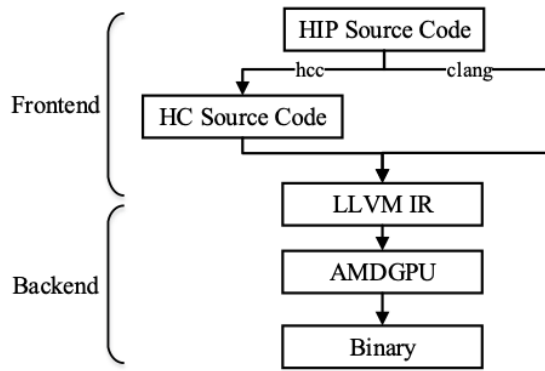 HIP Source Code
hcc
clang
Frontend
HC Source Code
LLVM IR
AMDGPU
Backend
Binary